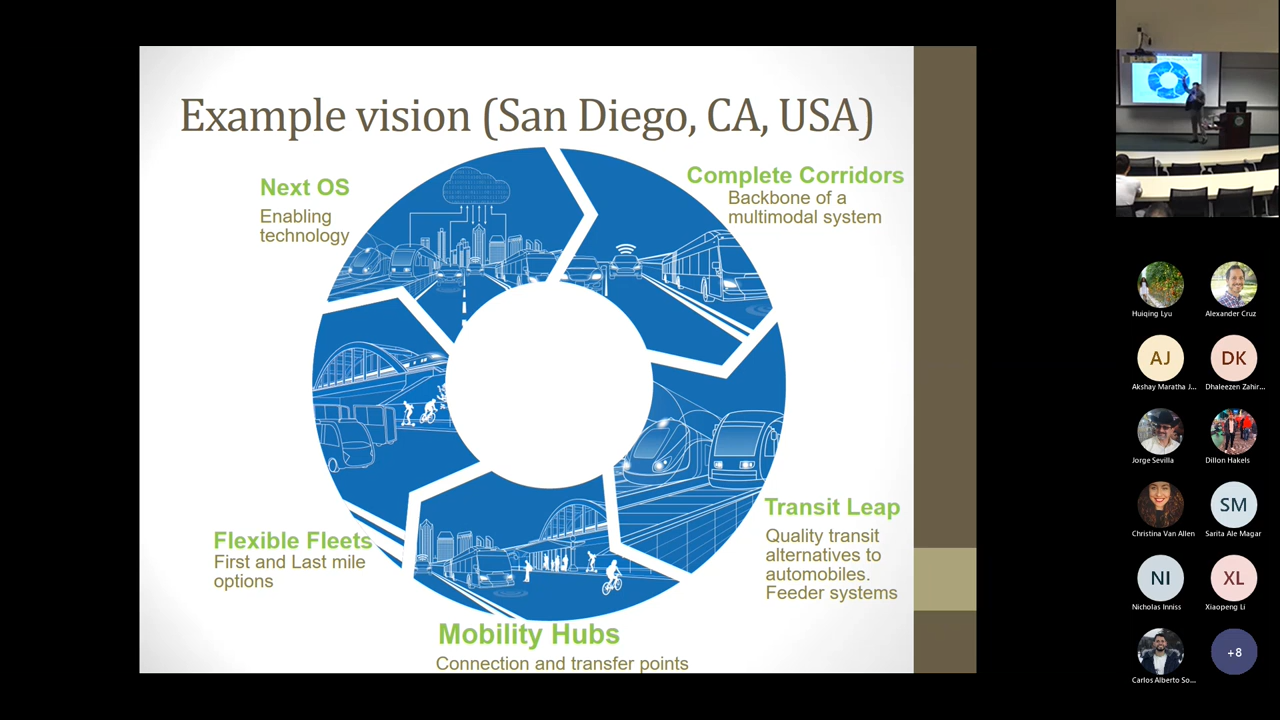 Example vision (San Diego, CA, USA)
Next OS
Enabling
technology
Complete Corridors
Backbone of a
multimodal system
Transit Leap
Quality transit
alternatives to
automobiles.
Feeder systems
Flexible Fleets
First and Last mile
options
Mobility Hubs
Connection and transfer points
Huiqing Lyu
Alexander Cruz
AJ
DK
Akshay Maratha J...
Dhaleezen Zahir...
Jorge Sevilla
Dillon Hakels
SM
Christina Van Allen
Sarita Ale Magar
NI
XL
Nicholas Inniss
Xiaopeng Li
+8
Carlos Alberto So...